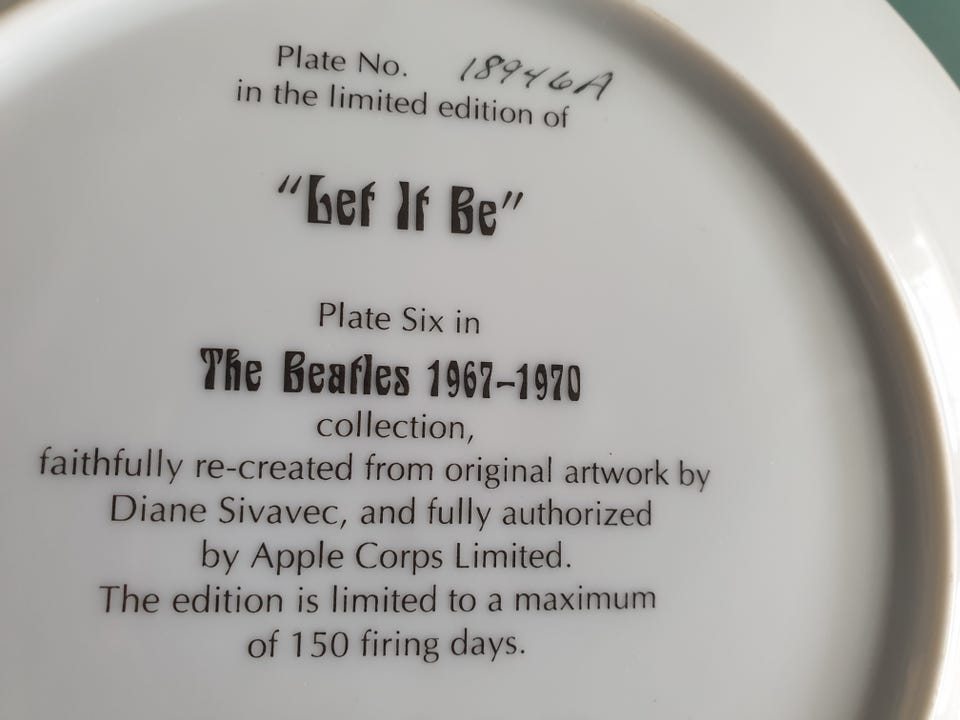 Plate No. 18946A
in the limited edition of
"Let It Be"
Plate Six in
The Beatles 1967–1970
collection,
faithfully re-created from original artwork by
Diane Sivavec, and fully authorized
by Apple Corps Limited.
The edition is limited to a maximum
of 150 firing days.